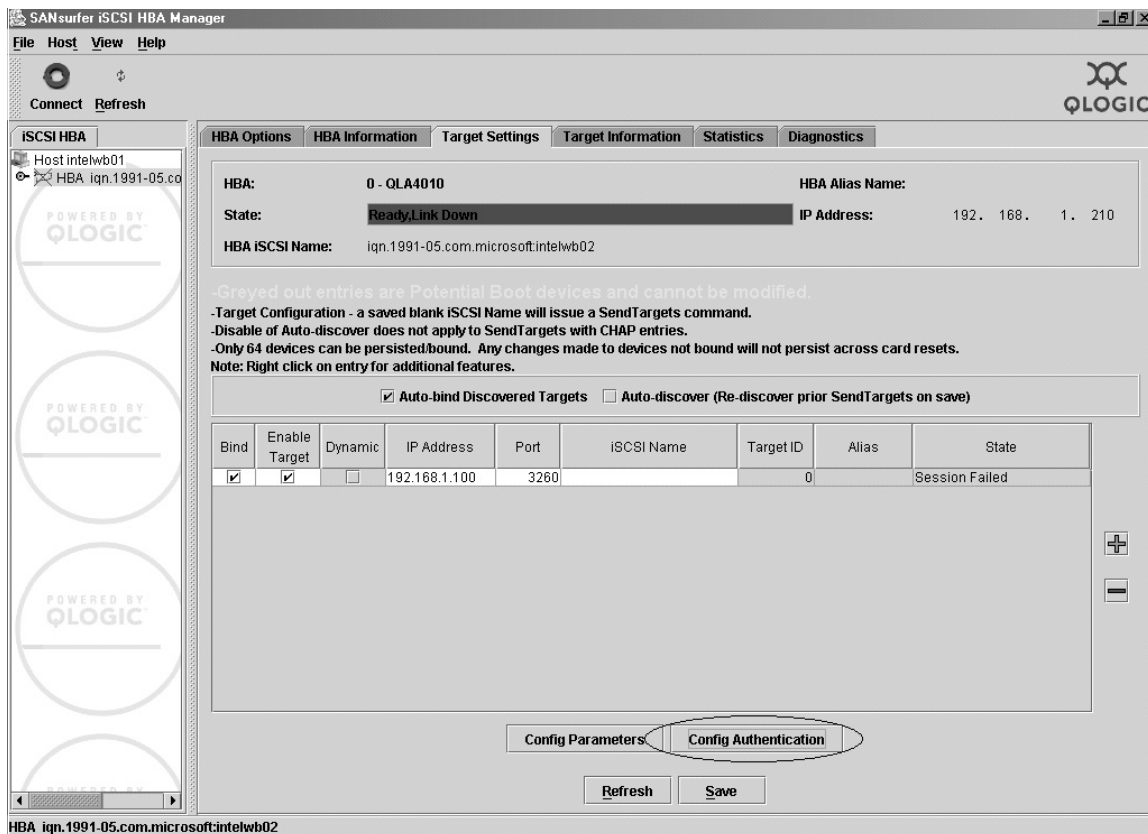 SANsurfer iSCSI HBA Manager
File Host View Help
Connect Refresh
QLOGIC
iSCSI HBA
Host intelwb01
HBA iqn.1991-05.co
POWERED BY
QLOGIC
POWERED BY
QLOGIC
POWERED BY
QLOGIC
POWERED BY
HBA Options HBA Information Target Settings Target Information Statistics Diagnostics
HBA: 0 - QLA4010 HBA Alias Name:
State: Ready,Link Down IP Address: 192. 168. 1. 210
HBA iSCSI Name: iqn.1991-05.com.microsoft:intelwb02
-Greyed out entries are Potential Boot devices and cannot be modified.
-Target Configuration - a saved blank iSCSI Name will issue a SendTargets command.
-Disable of Auto-discover does not apply to SendTargets with CHAP entries.
-Only 64 devices can be persisted/bound. Any changes made to devices not bound will not persist across card resets.
Note: Right click on entry for additional features.
Auto-bind Discovered Targets Auto-discover (Re-discover prior SendTargets on save)
Bind Enable Target Dynamic IP Address Port iSCSI Name Target ID Alias State
192.168.1.100 3260 0 Session Failed
Config Parameters Config Authentication
Refresh Save
HBA iqn.1991-05.com.microsoft:intelwb02